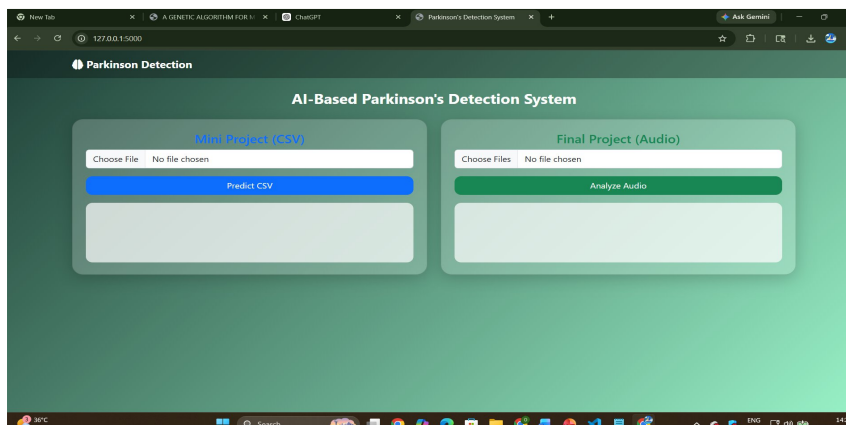 New Tab
A GENETIC ALGORITHM FOR
ChatGPT
Parkinson's Detection System
Ask Gemini
127.0.0.1:5000
Parkinson Detection
AI-Based Parkinson's Detection System
Mini Project (CSV)
Choose File No file chosen
Predict CSV
Final Project (Audio)
Choose Files No file chosen
Analyze Audio
36°C
Search
ENG